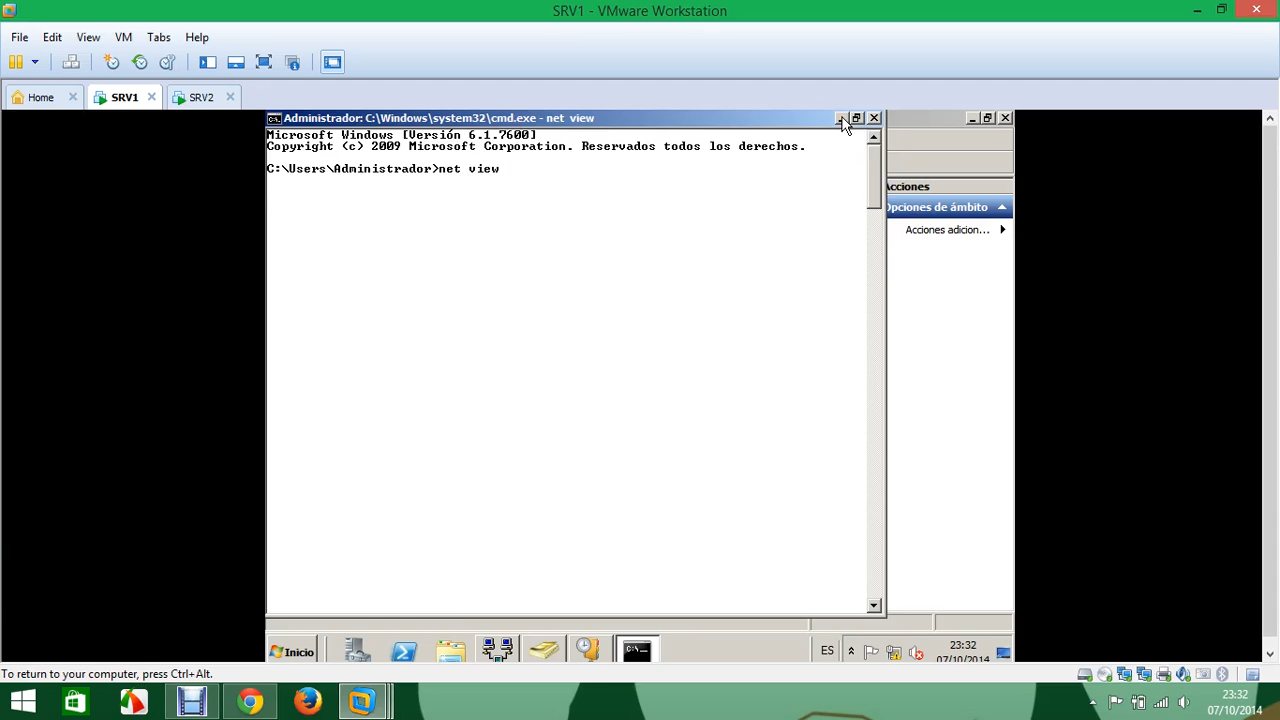 SRV1 - VMware Workstation
File Edit View VM Tabs Help
Home SRV1 SRV2
Administrador: C:\Windows\system32\cmd.exe - net view
Microsoft Windows [Versión 6.1.7600]
Copyright (c) 2009 Microsoft Corporation. Reservados todos los derechos.
C:\Users\Administrador>net view
Acciones
Opciones de ámbito
Acciones adicion...
Inicio
C:\...
ES
23:32
07/10/2014
To return to your computer, press Ctrl+Alt.
23:32
07/10/2014